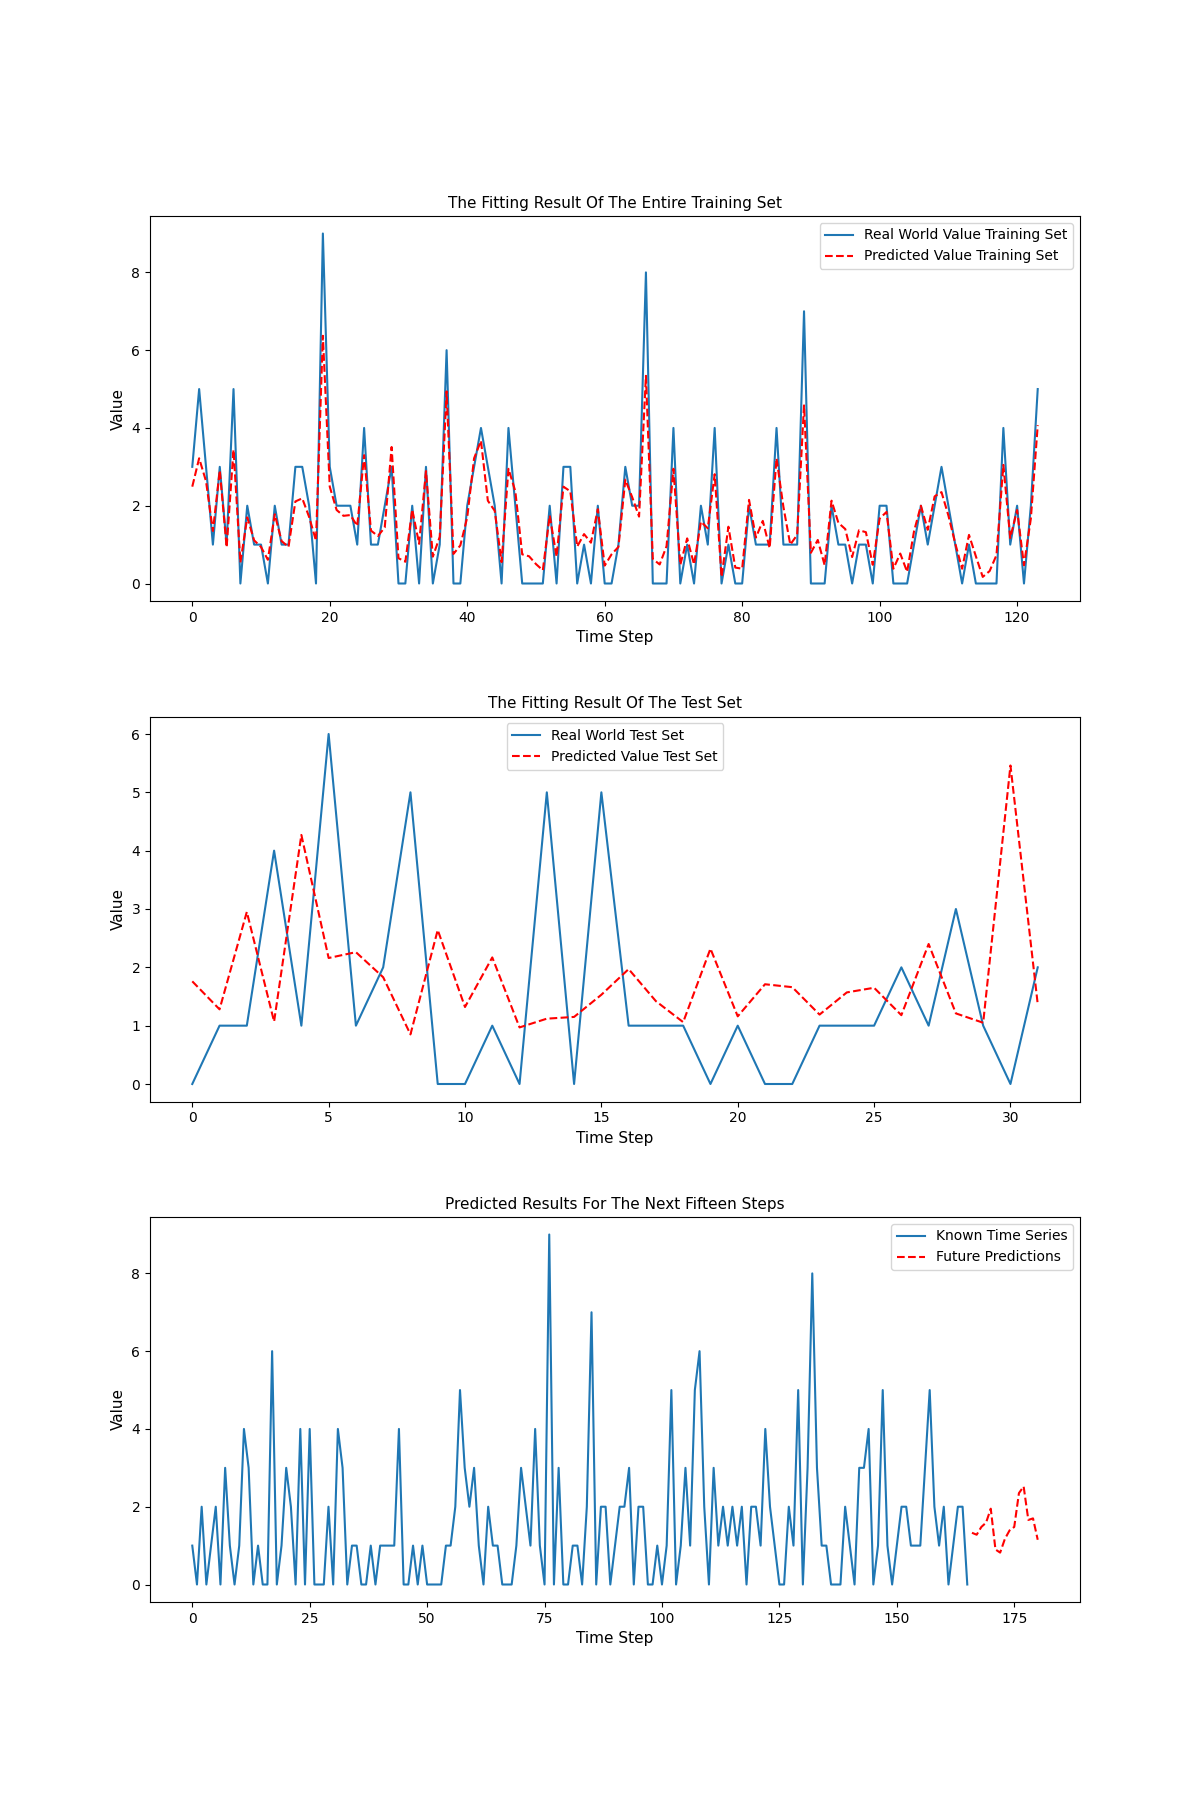 The Fitting Result Of The Entire Training Set
Real World Value Training Set
Predicted Value Training Set
Value
8
6
4
2
0
0 20 40 60 80 100 120
Time Step
The Fitting Result Of The Test Set
Real World Test Set
Predicted Value Test Set
Value
6
5
4
3
2
1
0
0 5 10 15 20 25 30
Time Step
Predicted Results For The Next Fifteen Steps
Known Time Series
Future Predictions
Value
8
6
4
2
0
0 25 50 75 100 125 150 175
Time Step